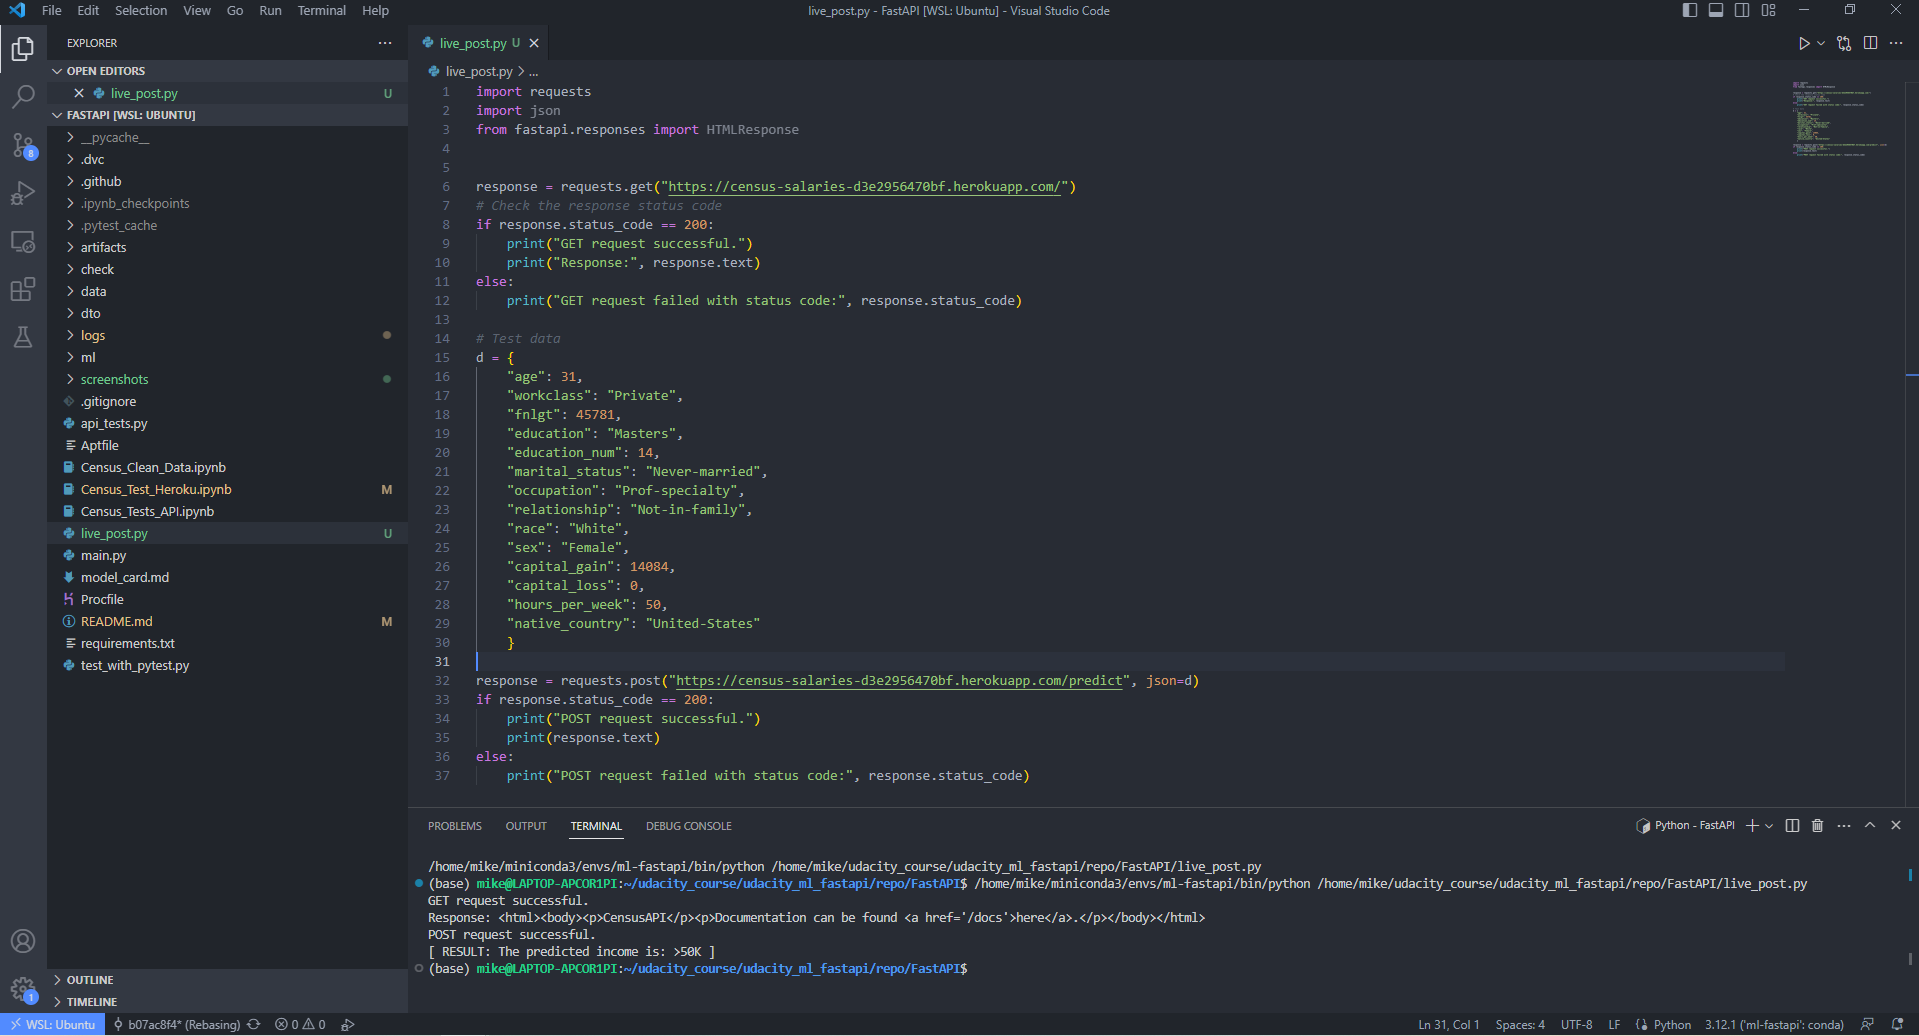 File Edit Selection View Go Run Terminal Help
live_post.py - FastAPI [WSL: Ubuntu] - Visual Studio Code
EXPLORER
OPEN EDITORS
live_post.py U
FASTAPI [WSL: UBUNTU]
__pycache__
.dvc
.github
.ipynb_checkpoints
.pytest_cache
artifacts
check
data
dto
logs
ml
screenshots
.gitignore
api_tests.py
Aptfile
Census_Clean_Data.ipynb
Census_Test_Heroku.ipynb M
Census_Tests_API.ipynb
live_post.py U
main.py
model_card.md
Procfile
README.md M
requirements.txt
test_with_pytest.py
OUTLINE
TIMELINE
8
1
live_post.py U
live_post.py > ...
1 import requests
2 import json
3 from fastapi.responses import HTMLResponse
4
5
6 response = requests.get("https://census-salaries-d3e2956470bf.herokuapp.com/")
7 # Check the response status code
8 if response.status_code == 200:
9 print("GET request successful.")
10 print("Response:", response.text)
11 else:
12 print("GET request failed with status code:", response.status_code)
13
14 # Test data
15 d = {
16 "age": 31,
17 "workclass": "Private",
18 "fnlgt": 45781,
19 "education": "Masters",
20 "education_num": 14,
21 "marital_status": "Never-married",
22 "occupation": "Prof-specialty",
23 "relationship": "Not-in-family",
24 "race": "White",
25 "sex": "Female",
26 "capital_gain": 14084,
27 "capital_loss": 0,
28 "hours_per_week": 50,
29 "native_country": "United-States"
30 }
31
32 response = requests.post("https://census-salaries-d3e2956470bf.herokuapp.com/predict", json=d)
33 if response.status_code == 200:
34 print("POST request successful.")
35 print(response.text)
36 else:
37 print("POST request failed with status code:", response.status_code)
PROBLEMS OUTPUT TERMINAL DEBUG CONSOLE
Python - FastAPI
/home/mike/miniconda3/envs/ml-fastapi/bin/python /home/mike/udacity_course/udacity_ml_fastapi/repo/FastAPI/live_post.py
(base) mike@LAPTOP-APCOR1PI:~/udacity_course/udacity_ml_fastapi/repo/FastAPI$ /home/mike/miniconda3/envs/ml-fastapi/bin/python /home/mike/udacity_course/udacity_ml_fastapi/repo/FastAPI/live_post.py
GET request successful.
Response: <html><body><p>CensusAPI</p><p>Documentation can be found <a href='/docs'>here</a>.</p></body></html>
POST request successful.
[ RESULT: The predicted income is: >50K ]
(base) mike@LAPTOP-APCOR1PI:~/udacity_course/udacity_ml_fastapi/repo/FastAPI$
WSL: Ubuntu b07ac8f4* (Rebasing) 0 0
Ln 31, Col 1 Spaces: 4 UTF-8 LF Python 3.12.1 ('ml-fastapi': conda)